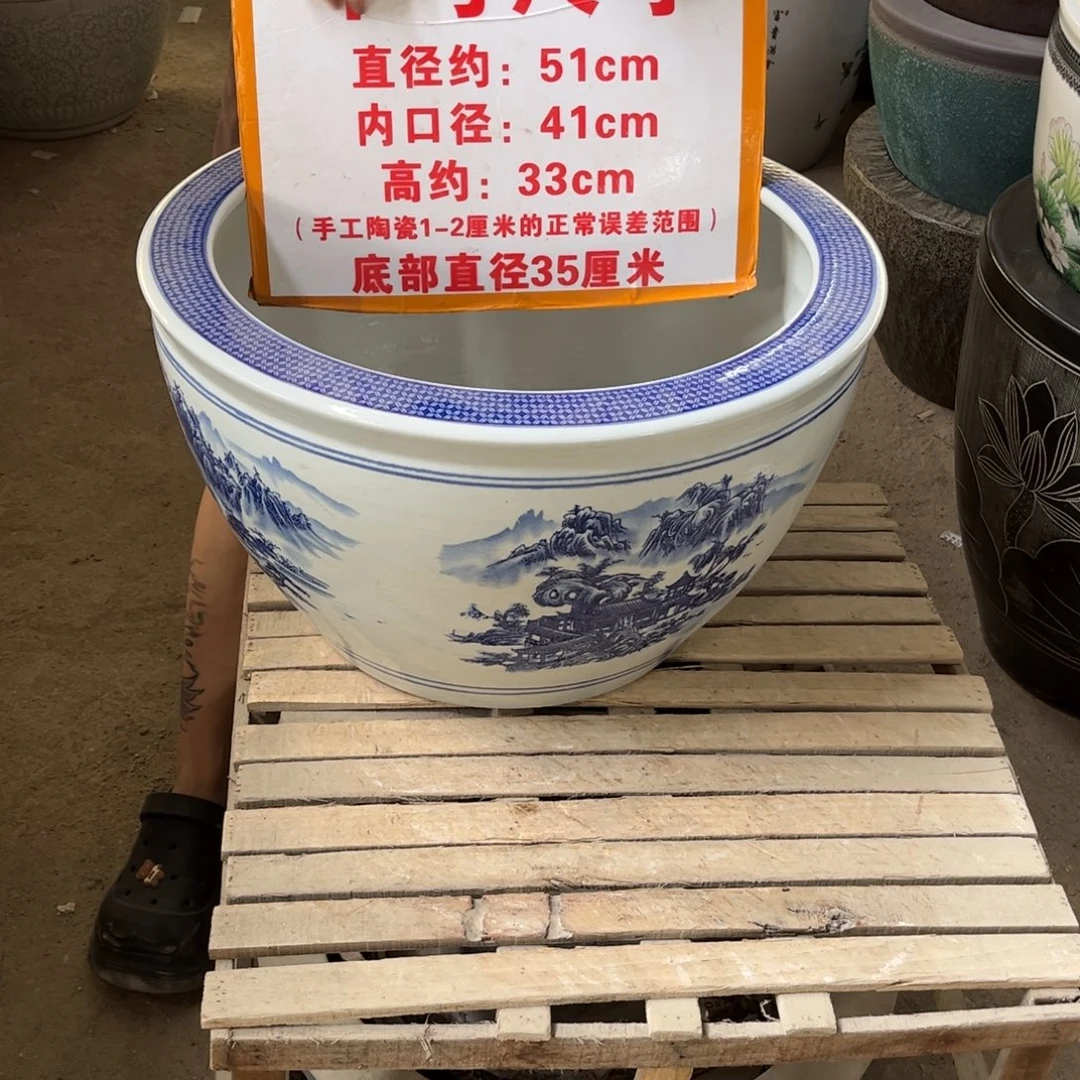 直径约：51cm
内口径：41cm
高约：33cm
（手工陶瓷1-2厘米的正常误差范围）
底部直径35厘米